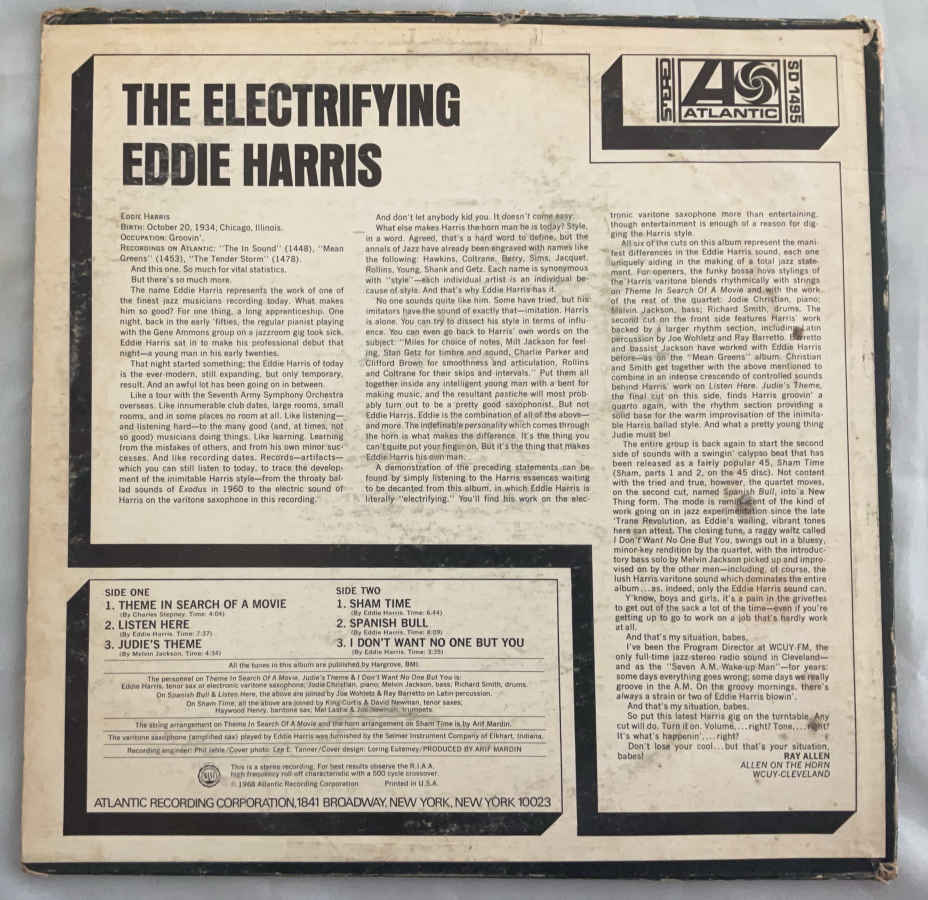 THE ELECTRIFYING
EDDIE HARRIS
ATLANTIC
SD 1495
EDDIE HARRIS
BIRTH: October 20, 1934, Chicago, Illinois.
OCCUPATION: Groovin'.
RECORDINGS ON ATLANTIC: "The In Sound" (1448), "Mean
Greens" (1453), "The Tender Storm" (1478).
And this one. So much for vital statistics.
But there's so much more.
The name Eddie Harris represents the work of one of
the finest jazz musicians recording today. What makes
him so good? For one thing, a long apprenticeship. One
night, back in the early 'fifties, the regular pianist playing
with the Gene Ammons group on a jazzroom gig took sick.
Eddie Harris sat in to make his professional debut that
night—a young man in his early twenties.
That night started something; the Eddie Harris of today
is the ever-modern, still expanding, but only temporary,
result. And an awful lot has been going on in between.
Like a tour with the Seventh Army Symphony Orchestra
overseas. Like innumerable club dates, large rooms, small
rooms, and in some places no room at all. Like listening—
and listening hard—to the many good (and, at times, not
so good) musicians doing things. Like learning. Learning
from the mistakes of others, and from his own minor suc-
cesses. And like recording dates. Records—artifacts—
which you can still listen to today, to trace the develop-
ment of the inimitable Harris style—from the throaty bal-
lad sounds of Exodus in 1960 to the electric sound of
Harris on the varitone saxophone in this recording.
And don't let anybody kid you. It doesn't come easy.
What else makes Harris the horn man he is today? Style,
in a word. Agreed, that's a hard word to define, but the
annals of Jazz have already been engraved with names like
the following: Hawkins, Coltrane, Berry, Sims, Jacquet,
Rollins, Young, Shank and Getz. Each name is synonymous
with "style"—each individual artist is an individual be-
cause of style. And that's why Eddie Harris has it.
No one sounds quite like him. Some have tried, but his
imitators have the sound of exactly that—imitation. Harris
is alone. You can try to dissect his style in terms of influ-
ence. You can even go back to Harris' own words on the
subject: "Miles for choice of notes, Milt Jackson for feel-
ing, Stan Getz for timbre and sound, Charlie Parker and
Clifford Brown for smoothness and articulation, Rollins
and Coltrane for their skips and intervals." Put them all
together inside any intelligent young man with a bent for
making music, and the resultant pastiche will most prob-
ably turn out to be a pretty good saxophonist. But not
Eddie Harris. Eddie is the combination of all of the above—
and more. The indefinable personality which comes through
the horn is what makes the difference. It's the thing you
can't quite put your finger on. But it's the thing that makes
Eddie Harris his own man.
A demonstration of the preceding statements can be
found by simply listening to the Harris essences waiting
to be decanted from this album, in which Eddie Harris is
literally "electrifying." You'll find his work on the elec-
tronic varitone saxophone more than entertaining,
though entertainment is enough of a reason for dig-
ging the Harris style.
All six of the cuts on this album represent the mani-
fest differences in the Eddie Harris sound, each one
uniquely aiding in the making of a total jazz state-
ment. For openers, the funky bossa nova stylings of
the Harris varitone blends rhythmically with strings
on Theme In Search Of A Movie and with the work
of the rest of the quartet: Jodie Christian, piano;
Melvin Jackson, bass; Richard Smith, drums. The
second cut on the front side features Harris' work
backed by a larger rhythm section, including Latin
percussion by Joe Wohletz and Ray Barretto. Barretto
and bassist Jackson have worked with Eddie Harris
before—as on the "Mean Greens" album. Christian
and Smith get together with the above mentioned to
combine in an intense crescendo of controlled sounds
behind Harris' work on Listen Here. Judie's Theme,
the final cut on this side, finds Harris groovin' a
quarto again, with the rhythm section providing a
solid base for the warm improvisation of the inimita-
ble Harris ballad style. And what a pretty young thing
Judie must be!
The entire group is back again to start the second
side of sounds with a swingin' calypso beat that has
been released as a fairly popular 45, Sham Time
(Sham, parts 1 and 2, on the 45 disc). Not content
with the tried and true, however, the quartet moves,
on the second cut, named Spanish Bull, into a New
Thing form. The mode is reminiscent of the kind of
work going on in jazz experimentation since the late
'Trane Revolution, as Eddie's wailing, vibrant tones
here can attest. The closing tune, a raggy waltz called
I Don't Want No One But You, swings out in a bluesy,
minor-key rendition by the quartet, with the introduc-
tory bass solo by Melvin Jackson picked up and impro-
vised on by the other men—including, of course, the
lush Harris varitone sound which dominates the entire
album...as, indeed, only the Eddie Harris sound can.
Y'know, boys and girls, it's a pain in the griveftes
to get out of the sack a lot of the time—even if you're
getting up to go to work on a job that's hardly work
at all.
And that's my situation, babes.
I've been the Program Director at WCUY-FM, the
only full-time jazz-stereo radio sound in Cleveland—
and as the "Seven A.M. Wake-up Man"—for years:
some days everything goes wrong; some days we really
groove in the A.M. On the groovy mornings, there's
always a strain or two of Eddie Harris blowin'.
And that's my situation, babes.
So put this latest Harris gig on the turntable. Any
cut will do. Turn it on. Volume....right? Tone,...right!
It's what's happenin'....right?
Don't lose your cool...but that's your situation,
babes!
RAY ALLEN
ALLEN ON THE HORN
WCUY-CLEVELAND
SIDE ONE
1. THEME IN SEARCH OF A MOVIE
(By Charles Stepney. Time: 4:04)
2. LISTEN HERE
(By Eddie Harris. Time: 7:37)
3. JUDIE'S THEME
(By Melvin Jackson. Time: 4:34)
SIDE TWO
1. SHAM TIME
(By Eddie Harris. Time: 6:44)
2. SPANISH BULL
(By Eddie Harris. Time: 8:09)
3. I DON'T WANT NO ONE BUT YOU
(By Eddie Harris. Time: 3:35)
All the tunes in this album are published by Hargrove, BMI.
The personnel on Theme In Search Of A Movie, Judie's Theme & I Don't Want No One But You is:
Eddie Harris, tenor sax or electronic varitone saxophone; Jodie Christian, piano; Melvin Jackson, bass; Richard Smith, drums.
On Spanish Bull & Listen Here, the above are joined by Joe Wohletz & Ray Barretto on Latin percussion.
On Sham Time, all the above are joined by King Curtis & David Newman, tenor saxes;
Haywood Henry, baritone sax; Mel Lastie & Joe Newman, trumpets.
The string arrangement on Theme In Search Of A Movie and the horn arrangement on Sham Time is by Arif Mardin.
The varitone saxophone (amplified sax) played by Eddie Harris was furnished by the Selmer Instrument Company of Elkhart, Indiana.
Recording engineer: Phil Iehle/Cover photo: Lee E. Tanner/Cover design: Loring Eutemey/PRODUCED BY ARIF MARDIN
This is a stereo recording. For best results observe the R.I.A.A.
high frequency roll-off characteristic with a 500 cycle crossover.
© 1968 Atlantic Recording Corporation Printed in U.S.A.
ATLANTIC RECORDING CORPORATION, 1841 BROADWAY, NEW YORK, NEW YORK 10023